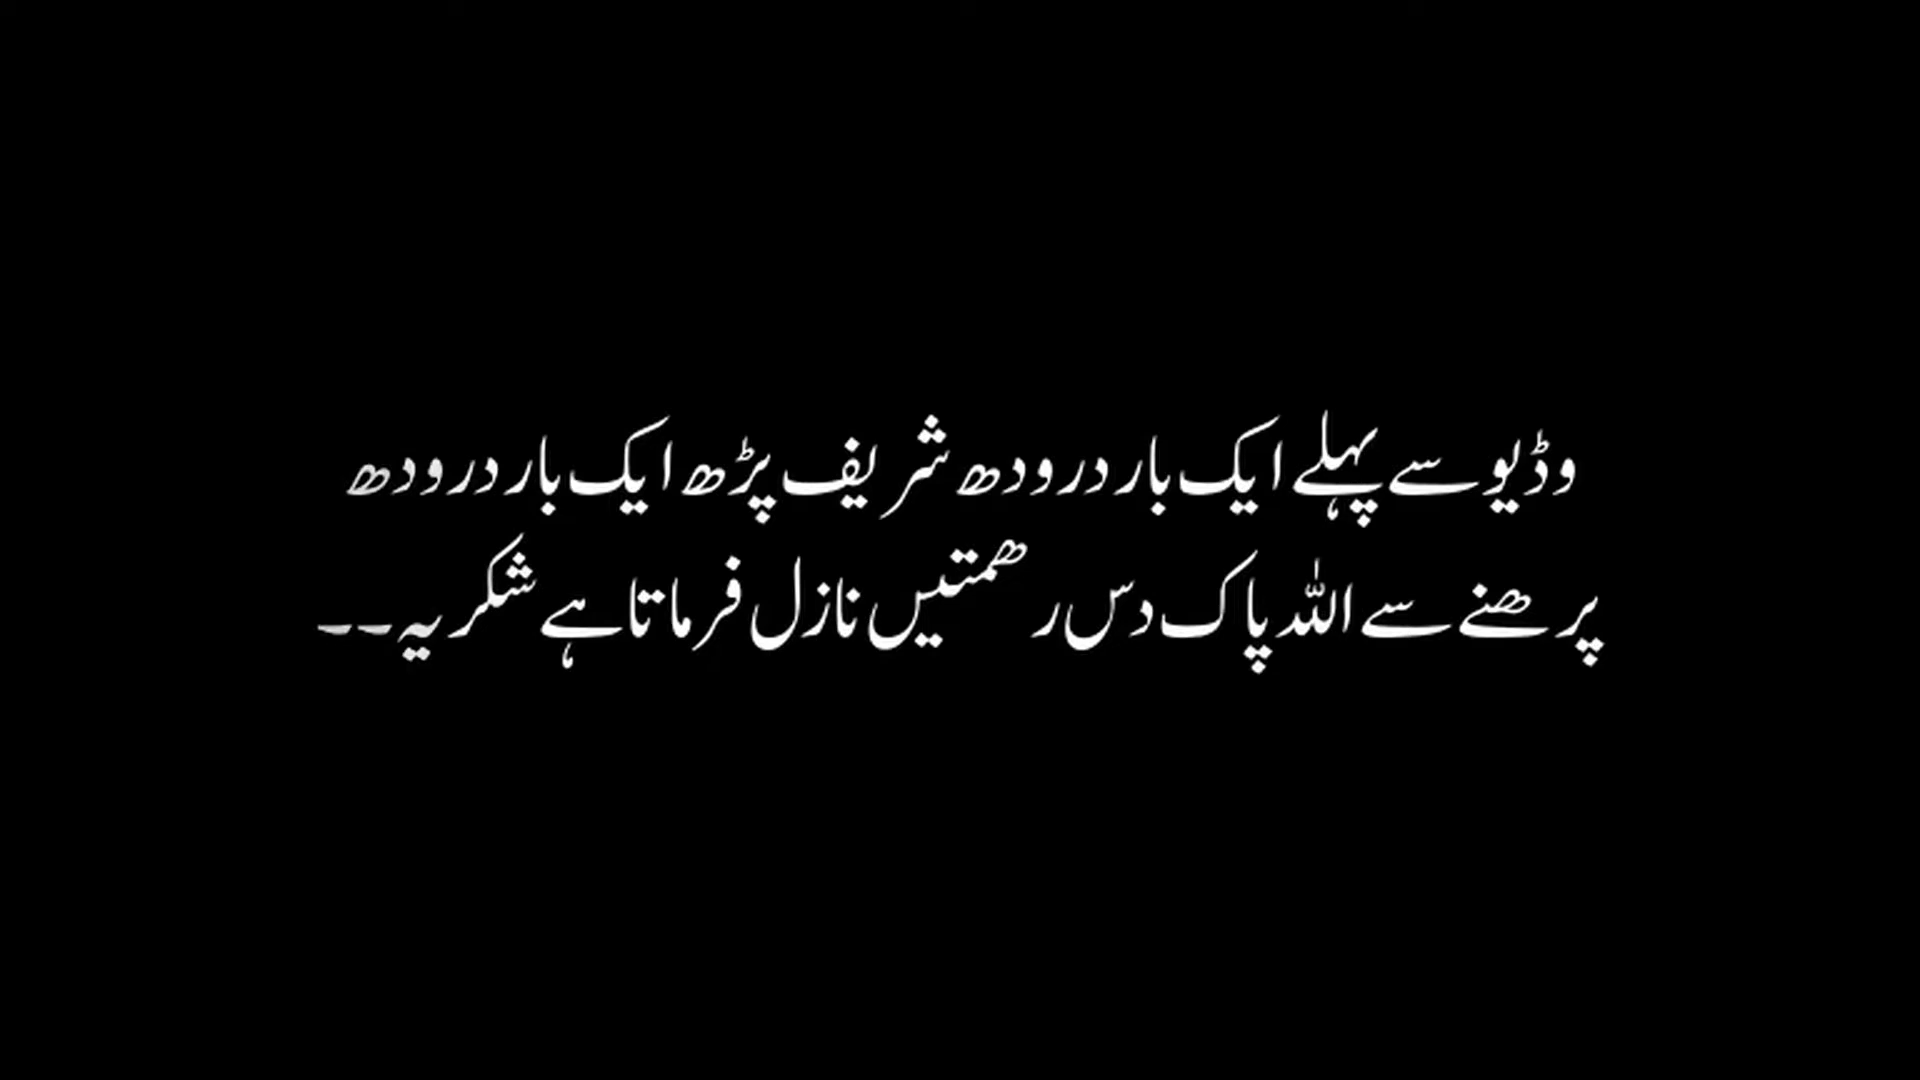 وڈیو سے پہلے ایک بار درودھ شریف پڑھ ایک بار درودھ
پرھنے سے اللہ پاک دس رھمتیں نازل فرماتا ہے شکریہ۔۔